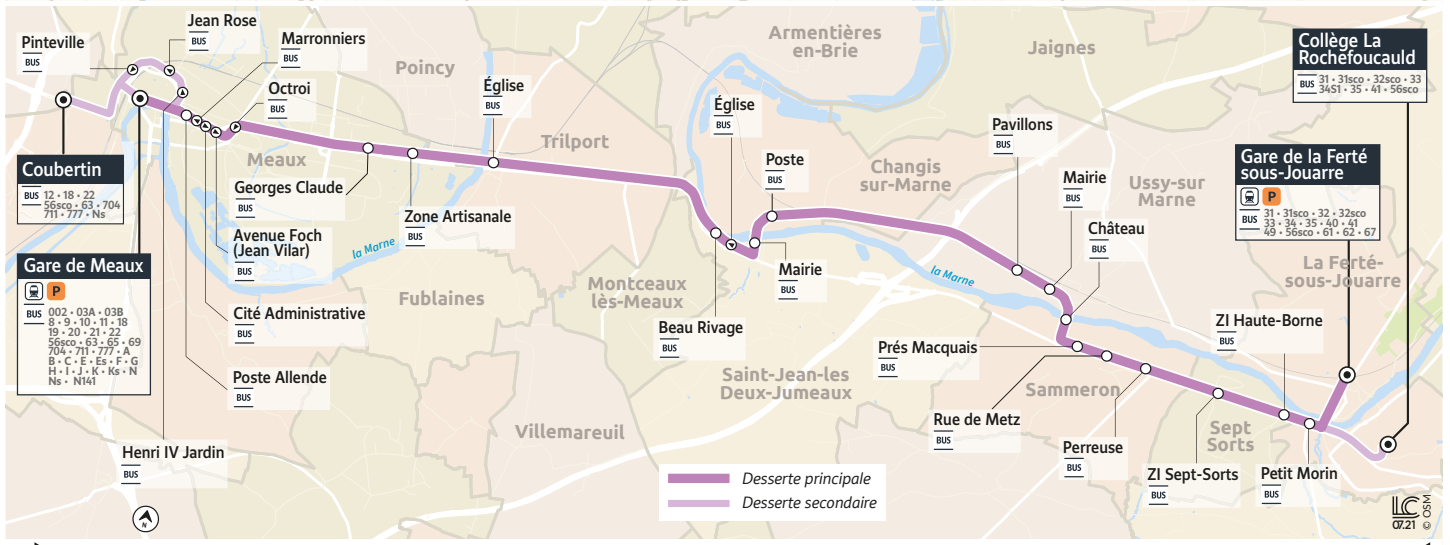 Pinteville
BUS
Jean Rose
BUS
Marronniers
BUS
Octroi
BUS
Poincy
Église
BUS
Trilport
Armentières
en-Brie
Jaignes
Collège La
Rochefoucauld
BUS 31 • 31sco • 32sco • 33
34S1 • 35 • 41 • 56sco
Coubertin
BUS 12 • 18 • 22
56sco • 63 • 704
711 • 777 • Ns
Meaux
Georges Claude
BUS
Zone Artisanale
BUS
Église
BUS
Poste
BUS
Changis
sur-Marne
Pavillons
BUS
Mairie
BUS
Ussy-sur
Marne
Gare de la Ferté
sous-Jouarre
P
BUS 31 • 31sco • 32 • 32sco
33 • 34 • 35 • 40 • 41
49 • 56sco • 61 • 62 • 67
La Ferté-
sous-Jouarre
Gare de Meaux
P
BUS 002 • 03A • 03B
8 • 9 • 10 • 11 • 18
19 • 20 • 21 • 22
56sco • 63 • 65 • 69
704 • 711 • 777 • A
B • C • E • Es • F • G
H • I • J • K • Ks • N
Ns • N141
Avenue Foch
(Jean Vilar)
BUS
la Marne
Château
BUS
la Marne
Mairie
BUS
Montceaux
lès-Meaux
Fublaines
Cité Administrative
BUS
Beau Rivage
BUS
Prés Macquais
BUS
ZI Haute-Borne
BUS
Poste Allende
BUS
Saint-Jean-les
Deux-Jumeaux
Sammeron
Rue de Metz
BUS
Perreuse
BUS
Sept
Sorts
Villemareuil
Henri IV Jardin
BUS
ZI Sept-Sorts
BUS
Petit Morin
BUS
Desserte principale
Desserte secondaire
N
LC
07.21
© OSM